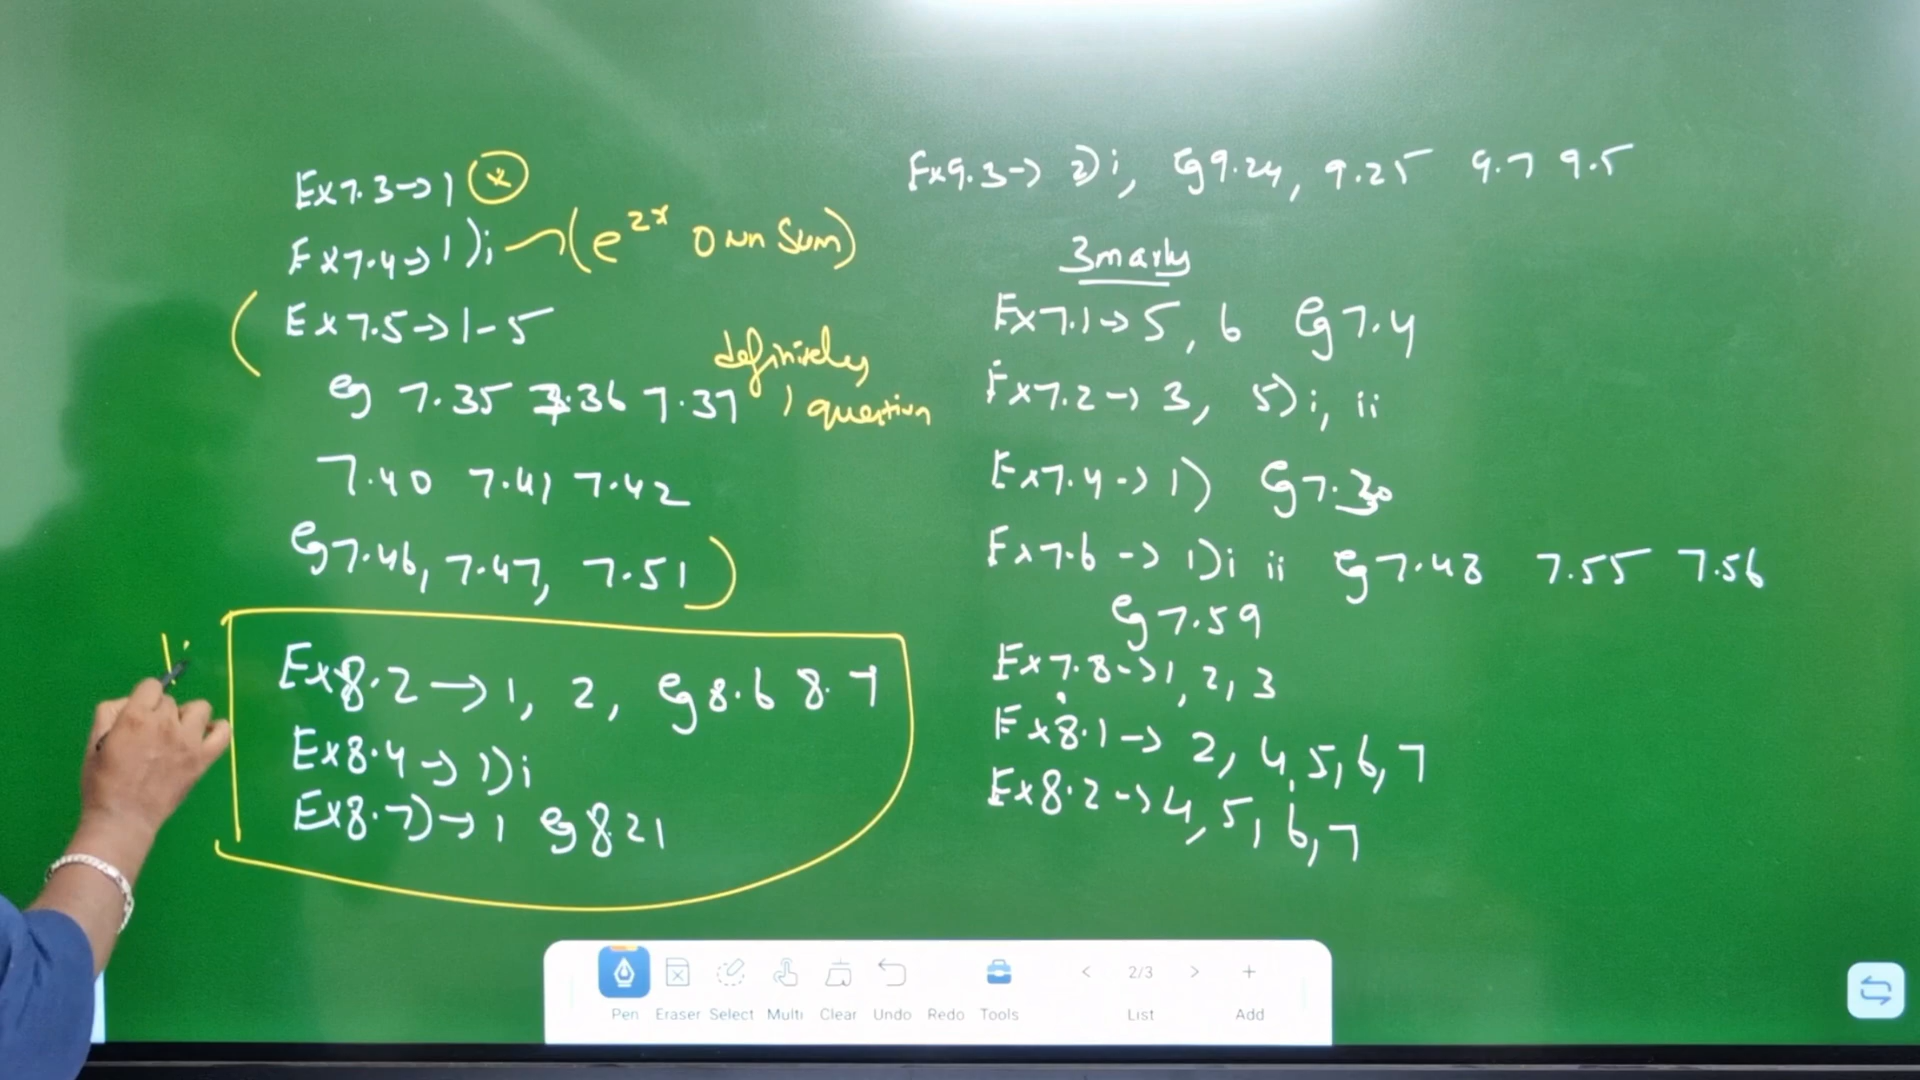 Ex7.3→1 *
Ex7.4→1)i (e^2x Own Sum)
Ex7.5→1-5
eg 7.35 7.36 7.37
definitely
1 question
7.40 7.41 7.42
eg7.46, 7.47, 7.51
Ex8.2→1, 2, eg8.6 8.7
Ex8.4→1)i
Ex8.7)→1 eg8.21
Ex9.3→2)i, eg9.24, 9.25 9.7 9.5
3marks
Ex7.1→5, 6 eg7.4
Ex7.2→3, 5)i, ii
Ex7.4→1) eg7.30
Ex7.6→1)i ii eg7.48 7.55 7.56
eg7.59
Ex7.8→1, 2, 3
Ex8.1→2, 4, 5, 6, 7
Ex8.2→4, 5, 6, 7
Pen Eraser Select Multi Clear Undo Redo Tools
< 2/3 > +
List Add